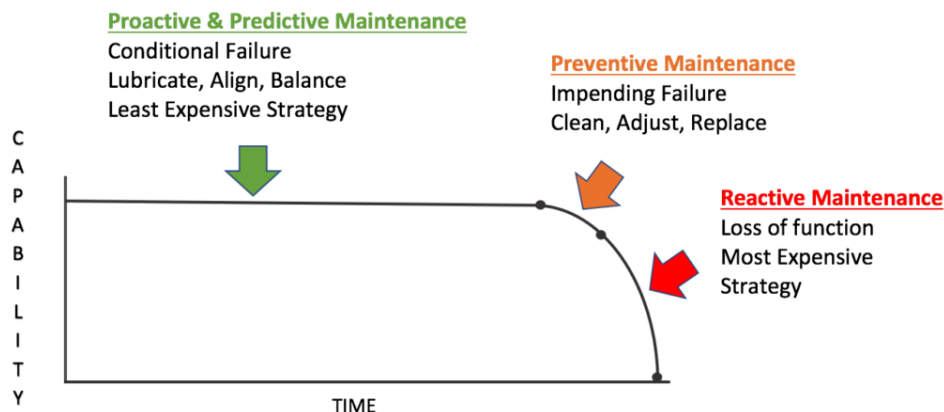 Proactive & Predictive Maintenance
Conditional Failure
Lubricate, Align, Balance
Least Expensive Strategy
Preventive Maintenance
Impending Failure
Clean, Adjust, Replace
Reactive Maintenance
Loss of function
Most Expensive
Strategy
CAPABILITY
TIME